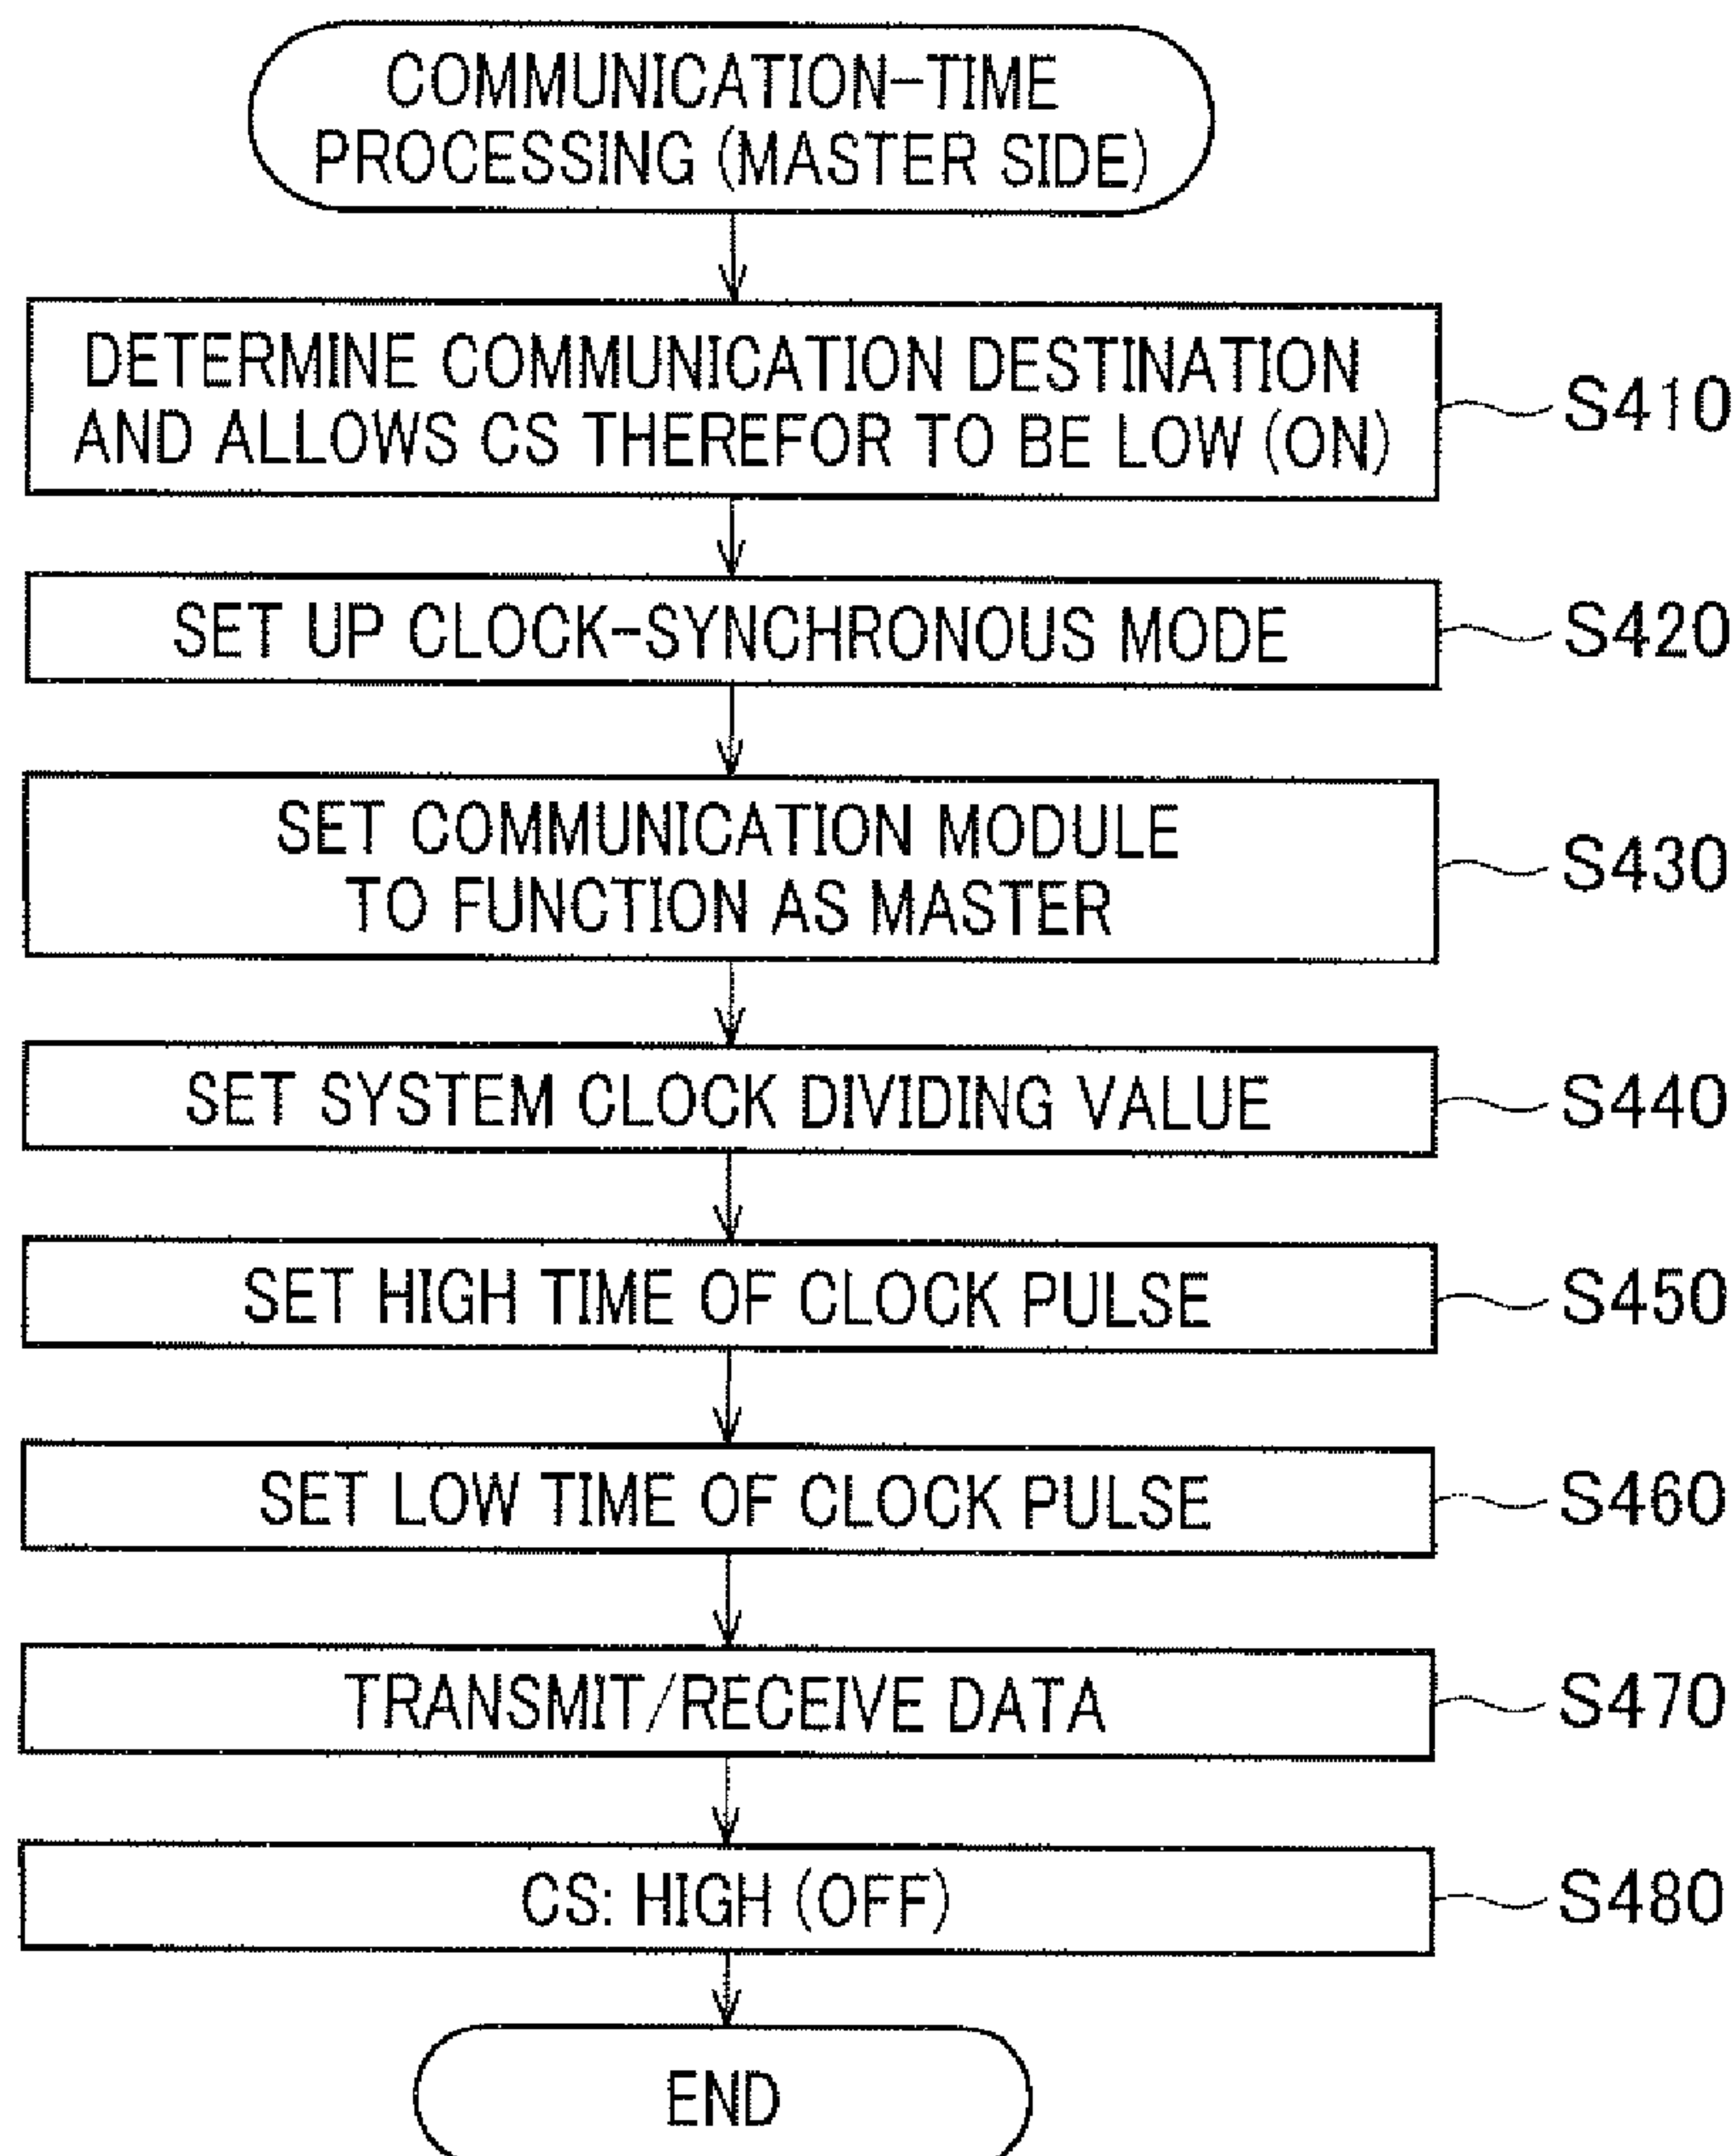 COMMUNICATION-TIME
PROCESSING (MASTER SIDE)
DETERMINE COMMUNICATION DESTINATION
AND ALLOWS CS THEREFOR TO BE LOW (ON)
S410
SET UP CLOCK-SYNCHRONOUS MODE
S420
SET COMMUNICATION MODULE
TO FUNCTION AS MASTER
S430
SET SYSTEM CLOCK DIVIDING VALUE
S440
SET HIGH TIME OF CLOCK PULSE
S450
SET LOW TIME OF CLOCK PULSE
S460
TRANSMIT/RECEIVE DATA
S470
CS: HIGH (OFF)
S480
END